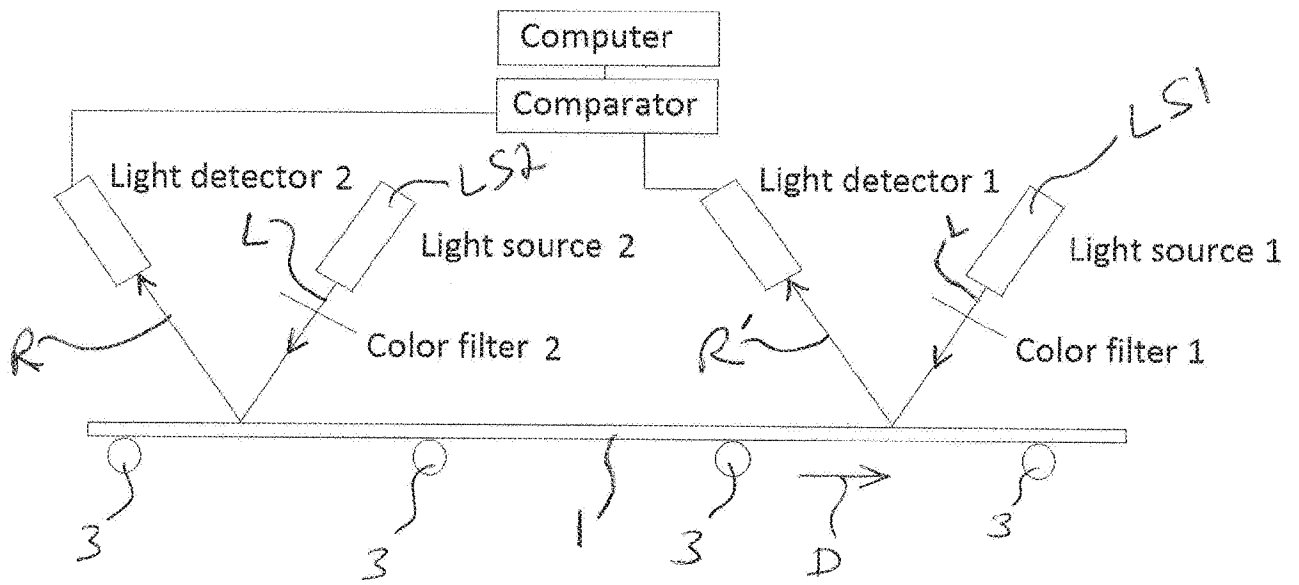 Computer
Comparator
LS1
Light detector 2
LS2
Light detector 1
L
Light source 2
L
Light source 1
R
Color filter 2
R'
Color filter 1
3
3
1
3
D
3